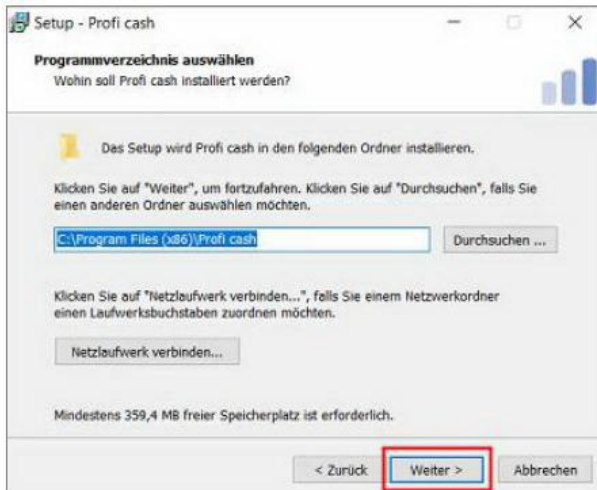 Setup - Profi cash
Programmverzeichnis auswählen
Wohin soll Profi cash installiert werden?
Das Setup wird Profi cash in den folgenden Ordner installieren.
Klicken Sie auf "Weiter", um fortzufahren. Klicken Sie auf "Durchsuchen", falls Sie
einen anderen Ordner auswählen möchten.
C:\Program Files (x86)\Profi cash
Durchsuchen ...
Klicken Sie auf "Netzlaufwerk verbinden...", falls Sie einem Netzwerkordner
einen Laufwerksbuchstaben zuordnen möchten.
Netzlaufwerk verbinden...
Mindestens 359,4 MB freier Speicherplatz ist erforderlich.
< Zurück
Weiter >
Abbrechen